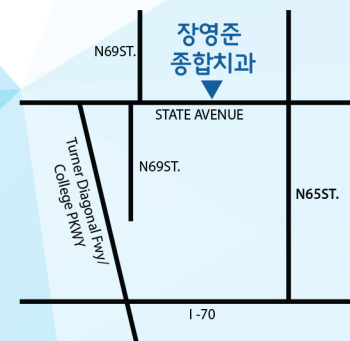 N69ST.
장영준
종합치과
STATE AVENUE
N69ST.
Turner Diagonal Fwy/
College PKWY
N65ST.
I -70